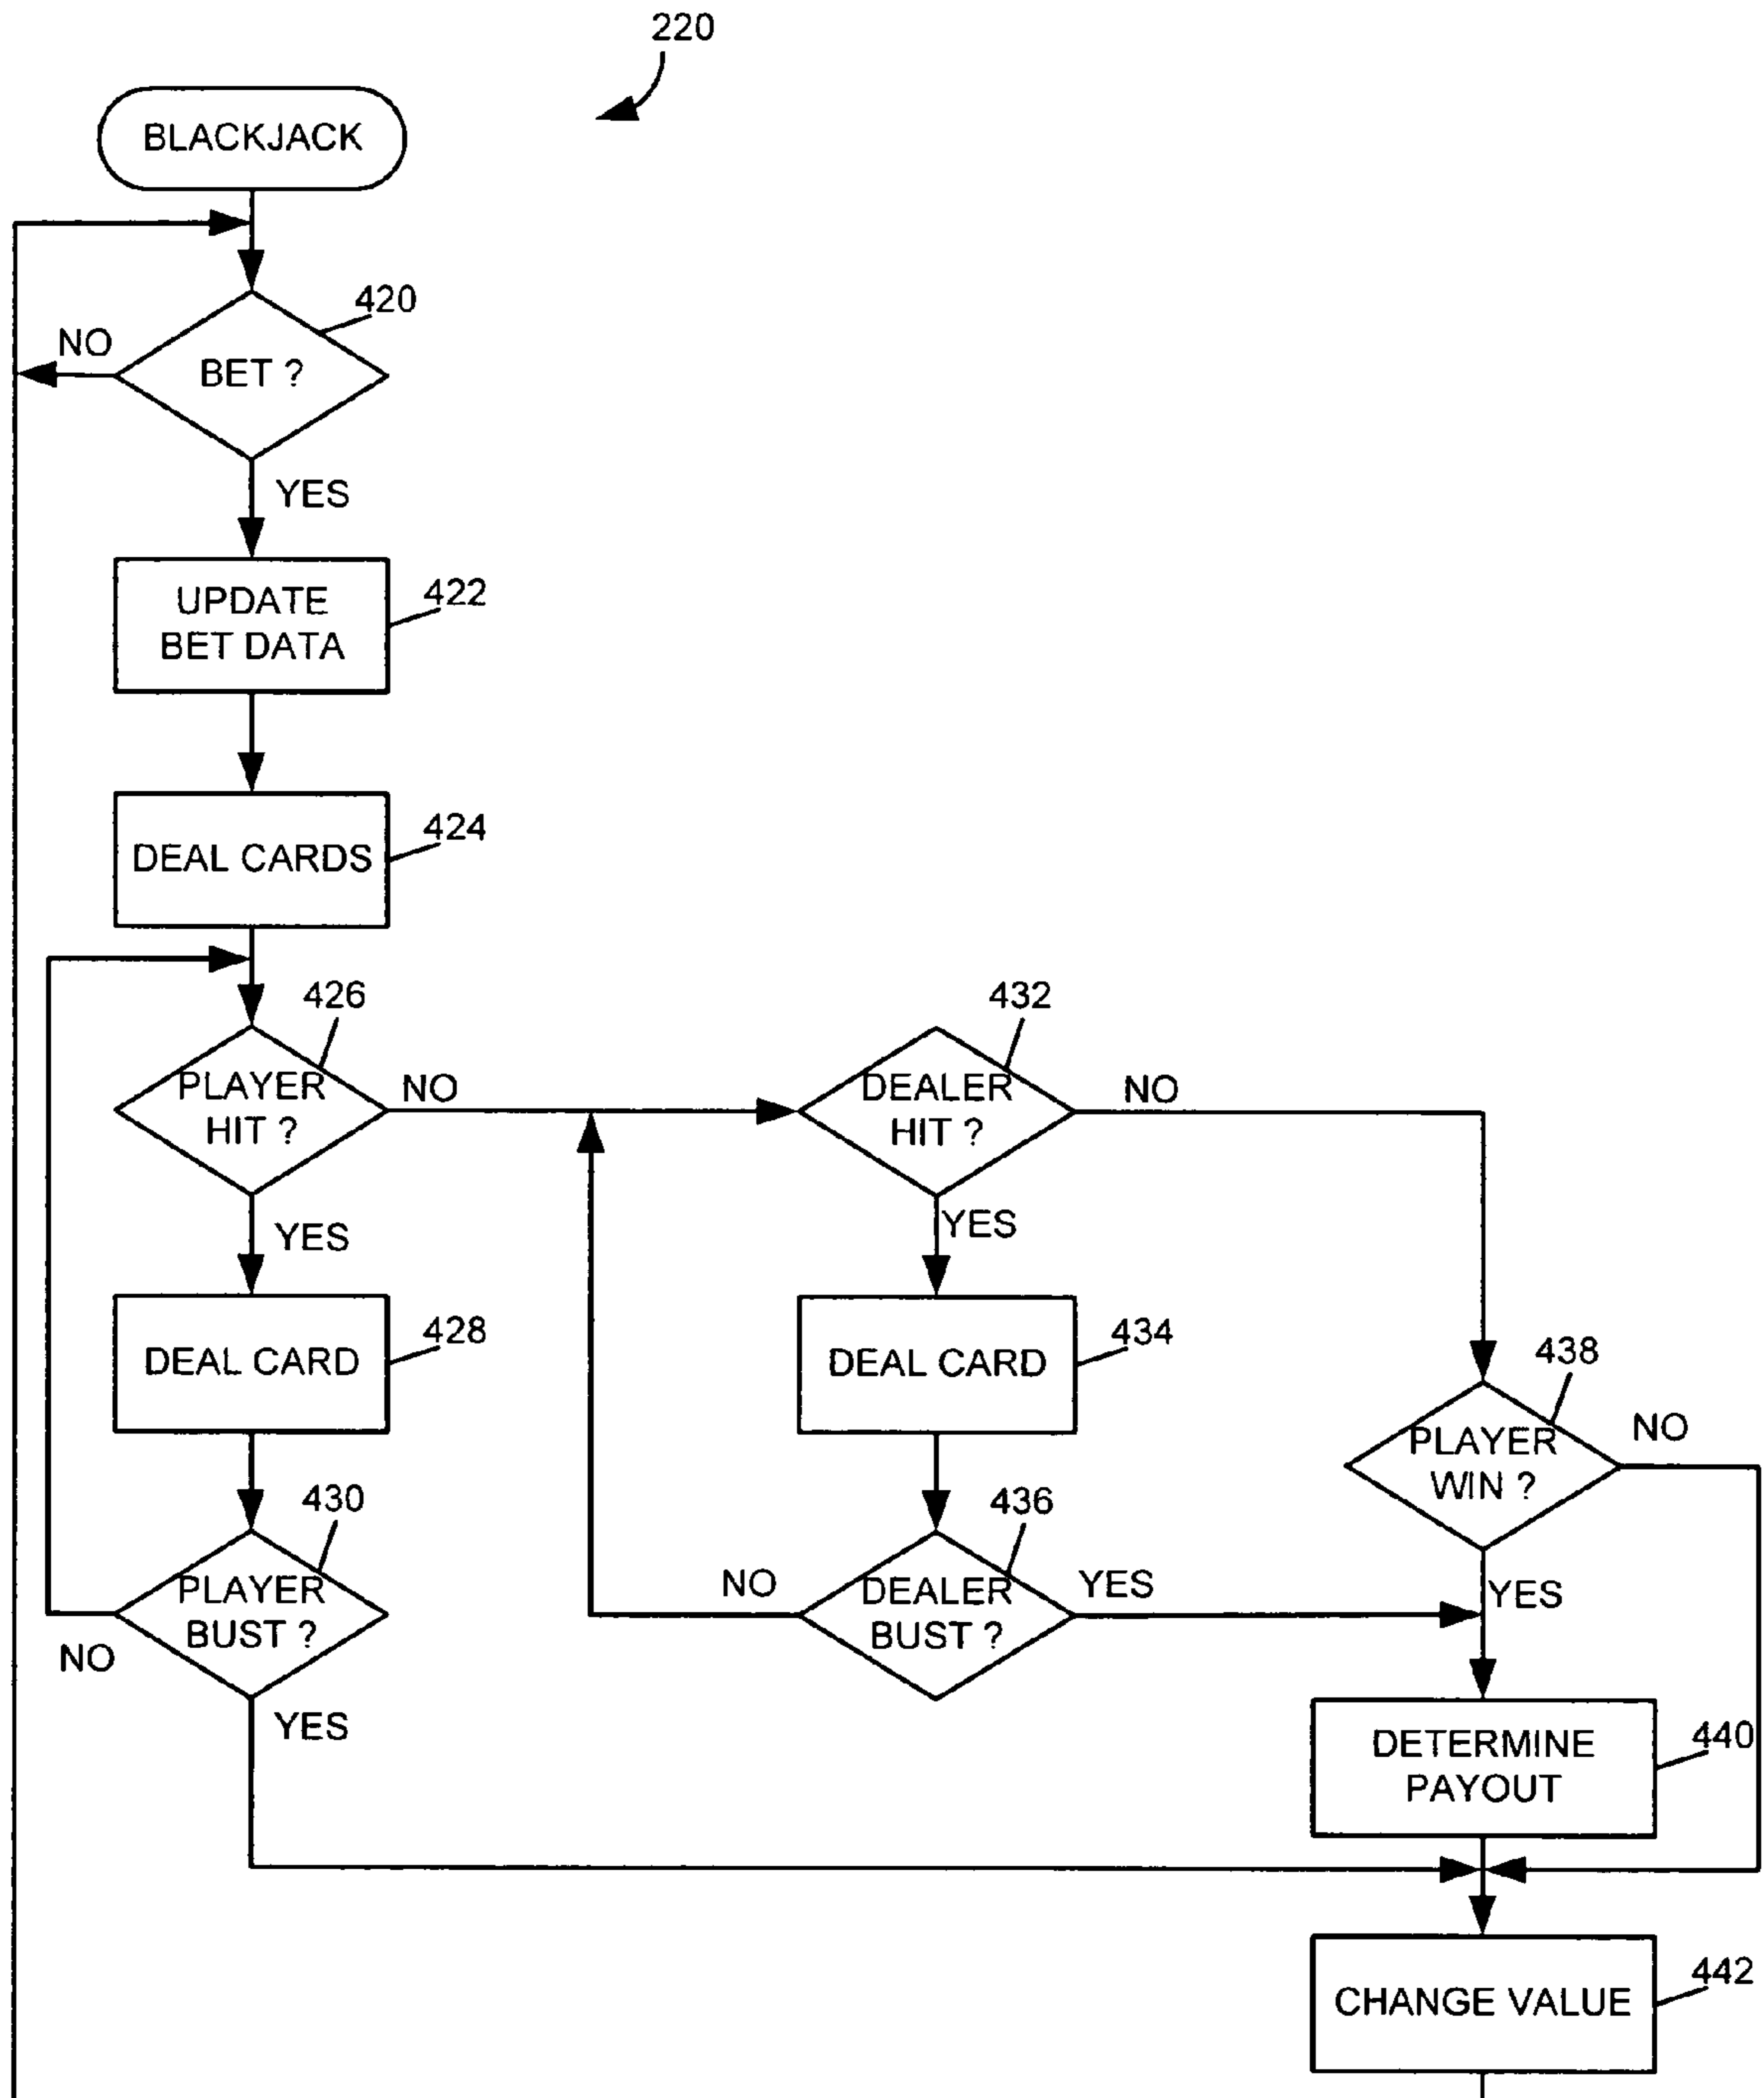 220
BLACKJACK
420
NO
BET ?
YES
UPDATE
BET DATA
422
DEAL CARDS
424
426
PLAYER
HIT ?
NO
432
DEALER
HIT ?
NO
YES
YES
DEAL CARD
428
DEAL CARD
434
438
PLAYER
WIN ?
NO
430
PLAYER
BUST ?
NO
YES
436
NO
DEALER
BUST ?
YES
YES
DETERMINE
PAYOUT
440
CHANGE VALUE
442